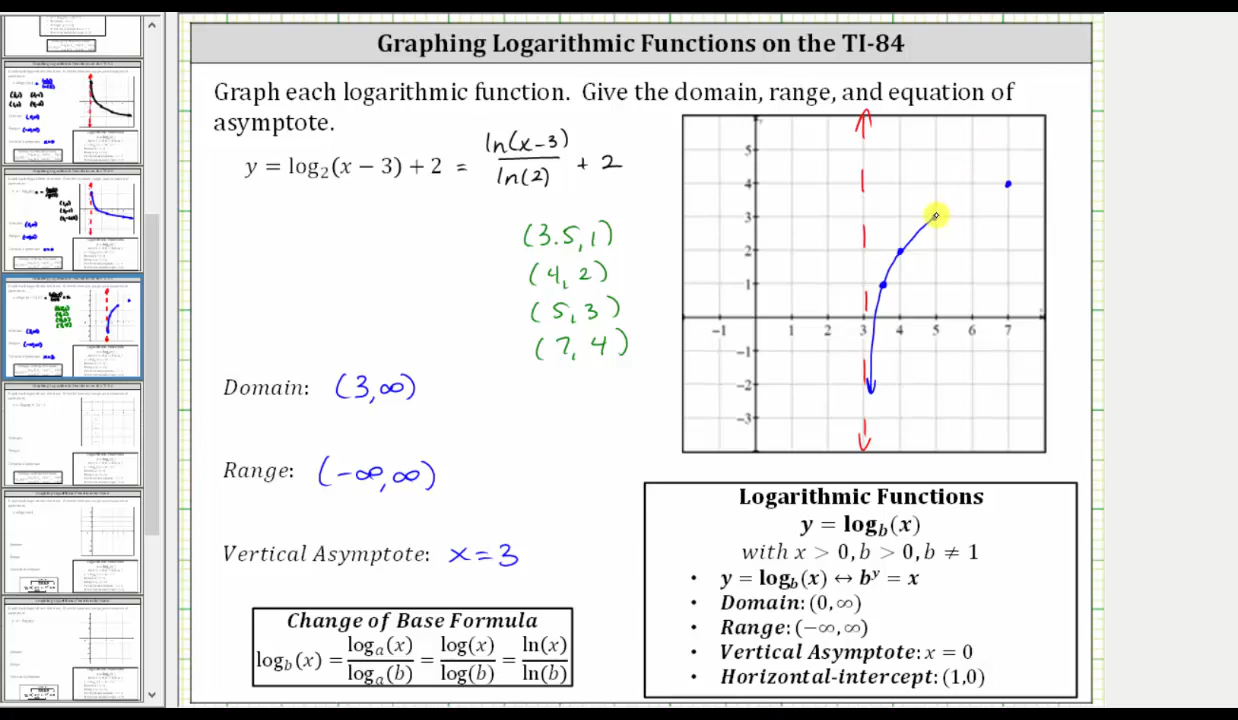 Graphing Logarithmic Functions on the TI-84
Graph each logarithmic function. Give the domain, range, and equation of
asymptote.
y = log₂(x − 3) + 2 = ln(x-3)/ln(2) + 2
(3.5, 1)
(4, 2)
(5, 3)
(7, 4)
Domain: (3, ∞)
Range: (-∞, ∞)
Vertical Asymptote: x = 3
Change of Base Formula
log_b(x) = log_a(x)/log_a(b) = log(x)/log(b) = ln(x)/ln(b)
5
4
3
2
1
−1 1 2 3 4 5 6 7
−1
−2
−3
Logarithmic Functions
y = log_b(x)
with x > 0, b > 0, b ≠ 1
• y = log_b(x) ↔ b^y = x
• Domain: (0, ∞)
• Range: (−∞, ∞)
• Vertical Asymptote: x = 0
• Horizontal-intercept: (1,0)